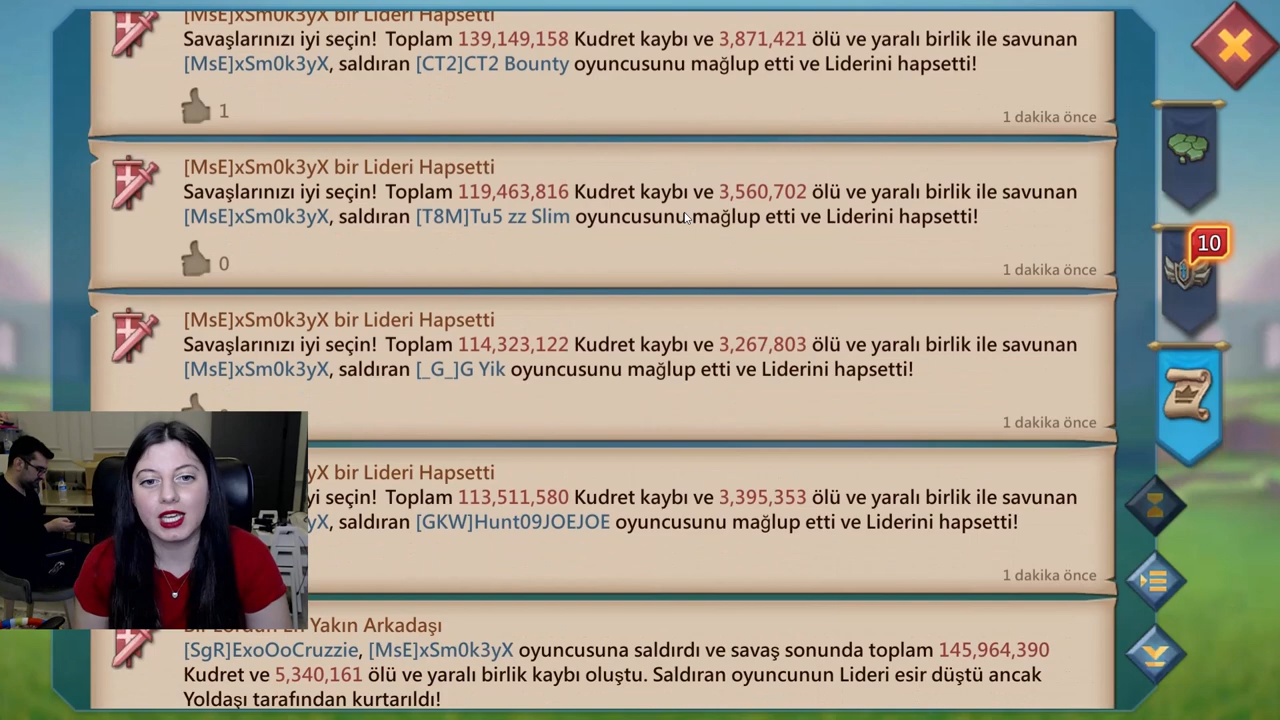 [MsE]xSm0k3yX bir Lideri Hapsetti
Savaşlarınızı iyi seçin! Toplam 139,149,158 Kudret kaybı ve 3,871,421 ölü ve yaralı birlik ile savunan
[MsE]xSm0k3yX, saldıran [CT2]CT2 Bounty oyuncusunu mağlup etti ve Liderini hapsetti!
1
1 dakika önce
[MsE]xSm0k3yX bir Lideri Hapsetti
Savaşlarınızı iyi seçin! Toplam 119,463,816 Kudret kaybı ve 3,560,702 ölü ve yaralı birlik ile savunan
[MsE]xSm0k3yX, saldıran [T8M]Tu5 zz Slim oyuncusunu mağlup etti ve Liderini hapsetti!
0
1 dakika önce
10
[MsE]xSm0k3yX bir Lideri Hapsetti
Savaşlarınızı iyi seçin! Toplam 114,323,122 Kudret kaybı ve 3,267,803 ölü ve yaralı birlik ile savunan
[MsE]xSm0k3yX, saldıran [_G_]G Yik oyuncusunu mağlup etti ve Liderini hapsetti!
1 dakika önce
yX bir Lideri Hapsetti
yi seçin! Toplam 113,511,580 Kudret kaybı ve 3,395,353 ölü ve yaralı birlik ile savunan
yX, saldıran [GKW]Hunt09JOEJOE oyuncusunu mağlup etti ve Liderini hapsetti!
1 dakika önce
Bir Lordun En Yakın Arkadaşı
[SgR]ExoOoCruzzie, [MsE]xSm0k3yX oyuncusuna saldırdı ve savaş sonunda toplam 145,964,390
Kudret ve 5,340,161 ölü ve yaralı birlik kaybı oluştu. Saldıran oyuncunun Lideri esir düştü ancak
Yoldaşı tarafından kurtarıldı!